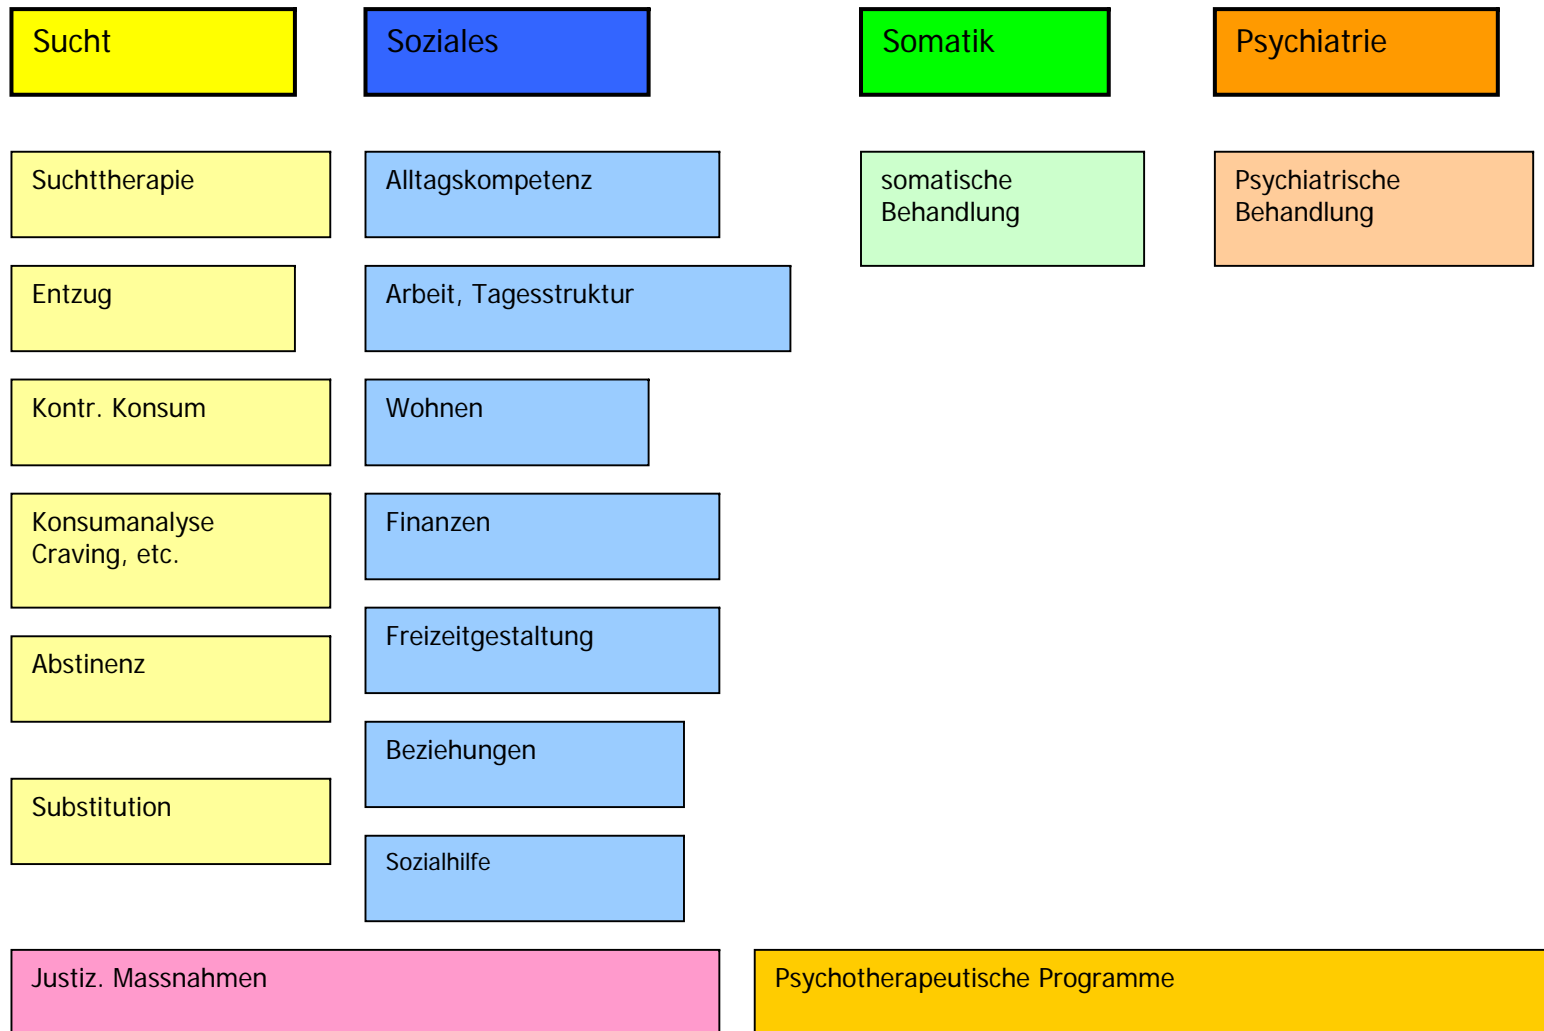 Sucht
Soziales
Somatik
Psychiatrie
Suchttherapie
Alltagskompetenz
somatische
Behandlung
Psychiatrische
Behandlung
Entzug
Arbeit, Tagesstruktur
Kontr. Konsum
Wohnen
Konsumanalyse
Craving, etc.
Finanzen
Freizeitgestaltung
Abstinenz
Beziehungen
Substitution
Sozialhilfe
Justiz. Massnahmen
Psychotherapeutische Programme